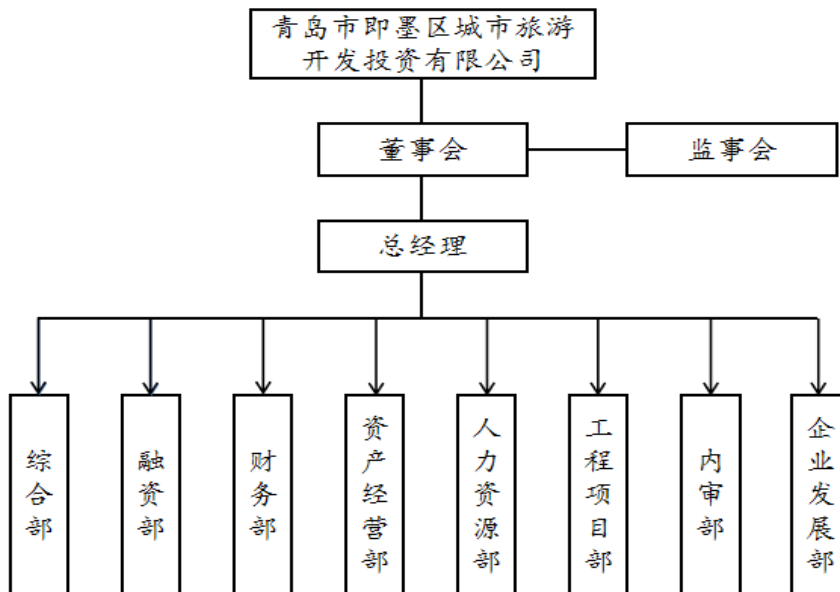 青岛市即墨区城市旅游
开发投资有限公司
董事会
监事会
总经理
综合部
融资部
财务部
资产经营部
人力资源部
工程项目部
内审部
企业发展部